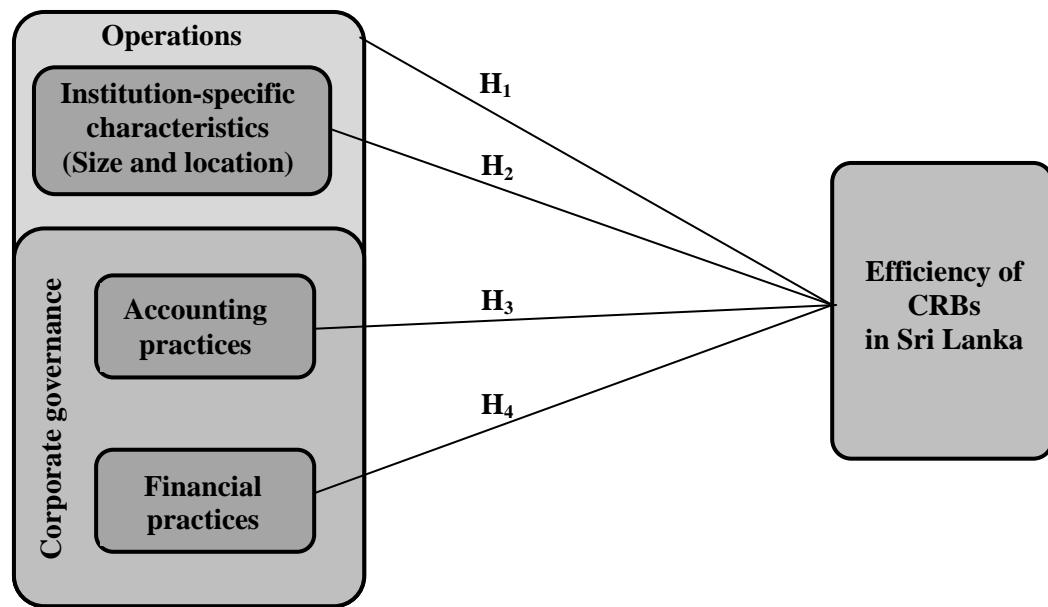 Operations
Institution-specific
characteristics
(Size and location)
Corporate governance
Accounting
practices
Financial
practices
H₁
H₂
H₃
H₄
Efficiency of
CRBs
in Sri Lanka